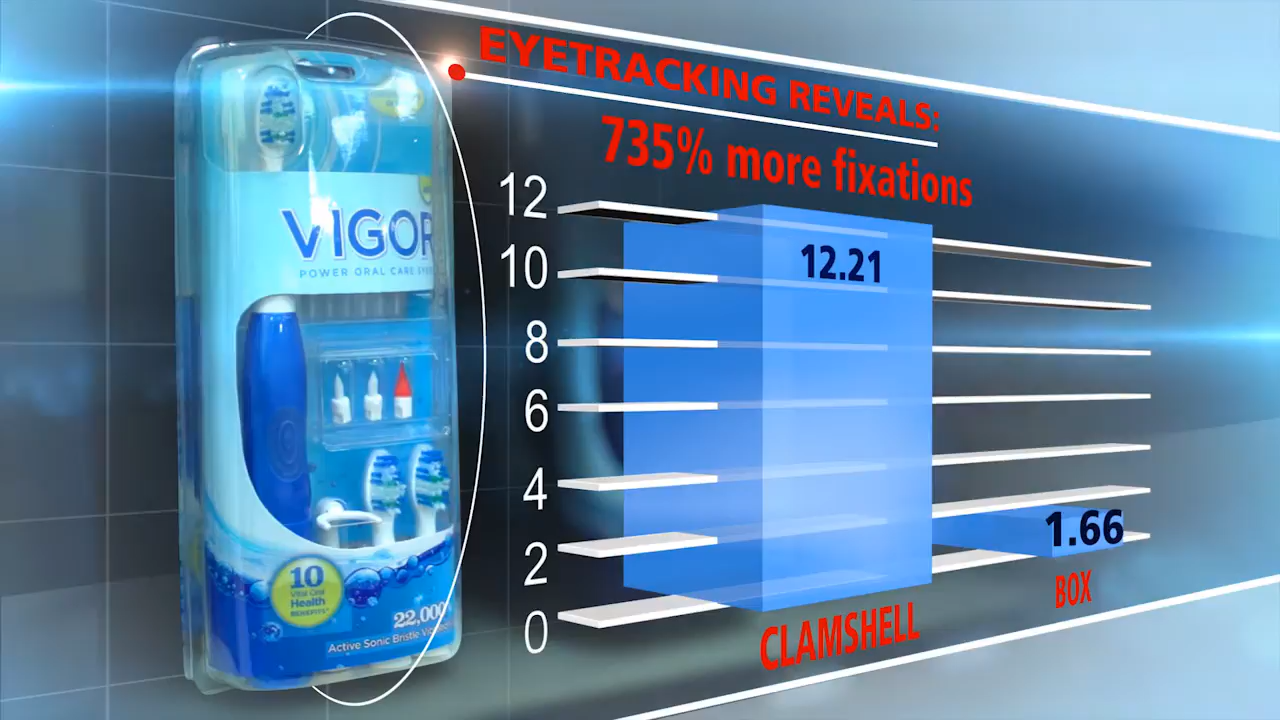 EYETRACKING REVEALS:
735% more fixations
VIGOR
POWER ORAL CARE
10
Vital Oral
Health
BENEFITS*
22,000
Active Sonic Bristle
12
10
8
6
4
2
0
12.21
1.66
CLAMSHELL
BOX